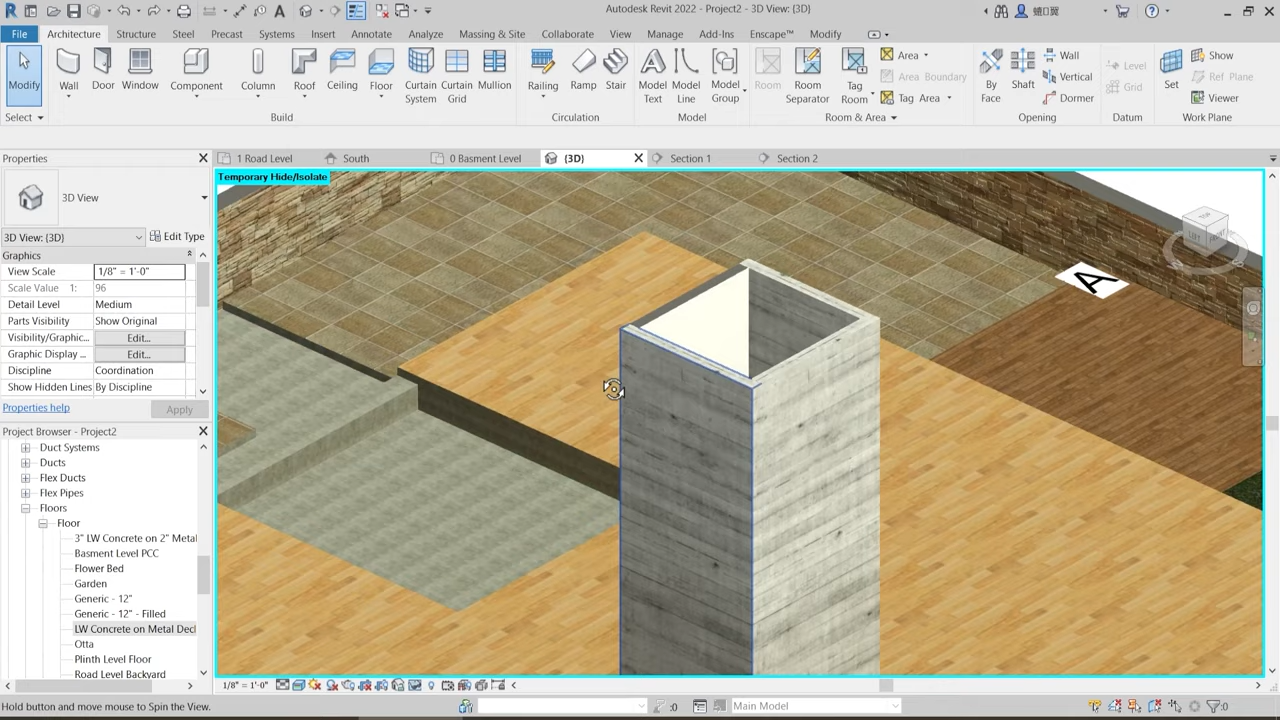 Autodesk Revit 2022 - Project2 - 3D View: {3D}
File Architecture Structure Steel Precast Systems Insert Annotate Analyze Massing & Site Collaborate View Manage Add-Ins Enscape™ Modify
Modify Wall Door Window Component Column Roof Ceiling Floor Curtain System Curtain Grid Mullion Railing Ramp Stair Model Text Model Line Model Group Room Room Separator Tag Room
Area
Area Boundary
Tag Area
By Face Shaft
Wall
Vertical
Dormer
Level
Grid
Set
Show
Ref Plane
Viewer
Select Build Circulation Model Room & Area Opening Datum Work Plane
Properties
1 Road Level South 0 Basment Level {3D} Section 1 Section 2
Temporary Hide/Isolate
3D View
3D View: {3D} Edit Type
Graphics
View Scale 1/8" = 1'-0"
Scale Value 1: 96
Detail Level Medium
Parts Visibility Show Original
Visibility/Graphic... Edit...
Graphic Display ... Edit...
Discipline Coordination
Show Hidden Lines By Discipline
Properties help Apply
Project Browser - Project2
Duct Systems
Ducts
Flex Ducts
Flex Pipes
Floors
Floor
3" LW Concrete on 2" Metal
Basment Level PCC
Flower Bed
Garden
Generic - 12"
Generic - 12" - Filled
LW Concrete on Metal Decl
Otta
Plinth Level Floor
Road Level Backyard
A
TOP
LEFT
FRONT
1/8" = 1'-0"
Hold button and move mouse to Spin the View.
:0
Main Model
:0